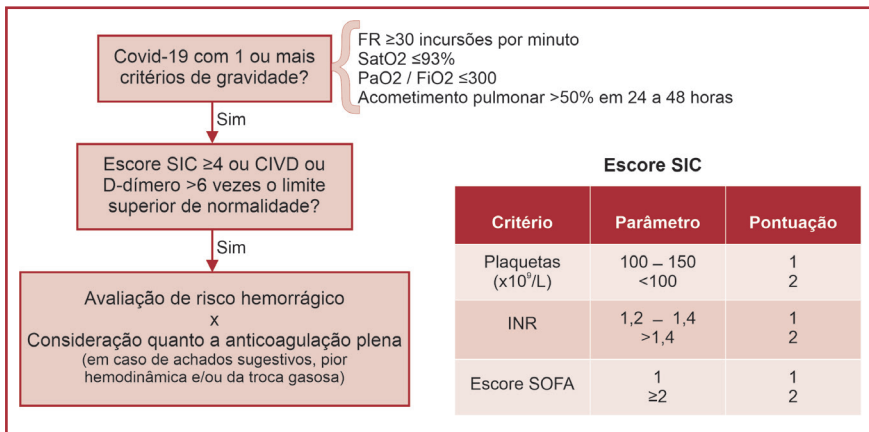 Covid-19 com 1 ou mais
critérios de gravidade?
FR ≥30 incursões por minuto
SatO2 ≤93%
PaO2 / FiO2 ≤300
Acometimento pulmonar >50% em 24 a 48 horas
Sim
Escore SIC ≥4 ou CIVD ou
D-dímero >6 vezes o limite
superior de normalidade?
Sim
Avaliação de risco hemorrágico
x
Consideração quanto a anticoagulação plena
(em caso de achados sugestivos, pior
hemodinâmica e/ou da troca gasosa)
Escore SIC
Critério Parâmetro Pontuação
Plaquetas 100 – 150 1
(x10⁹/L) <100 2
INR 1,2 – 1,4 1
>1,4 2
Escore SOFA 1 1
≥2 2